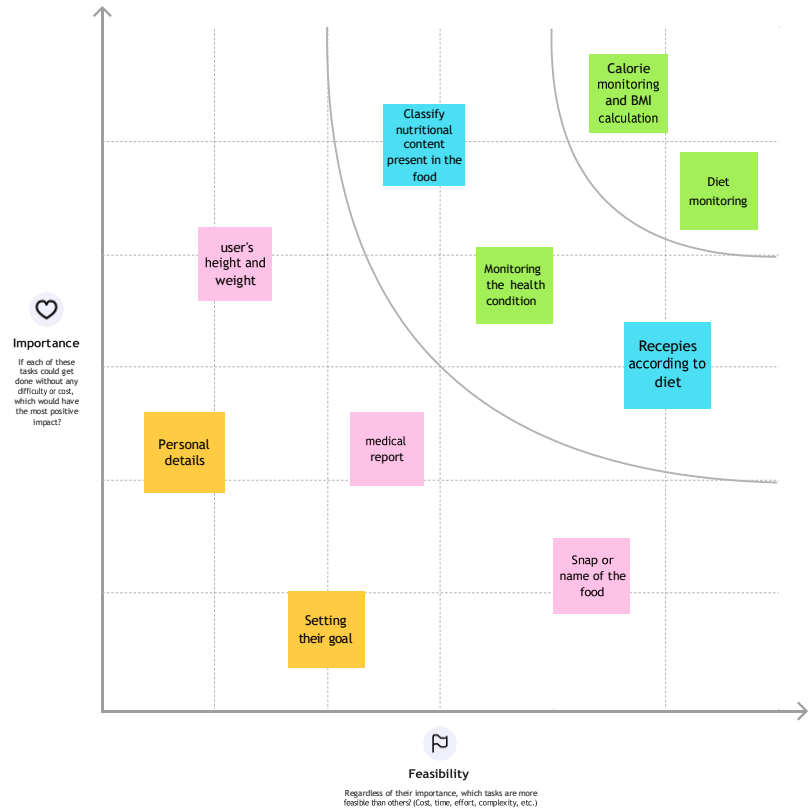 Calorie
monitoring
and BMI
calculation
Classify
nutritional
content
present in the
food
Diet
monitoring
user's
height and
weight
Monitoring
the health
condition
Recepies
according to
diet
Importance
If each of these
tasks could get
done without any
difficulty or cost,
which would have
the most positive
impact?
Personal
details
medical
report
Snap or
name of the
food
Setting
their goal
Feasibility
Regardless of their importance, which tasks are more
feasible than others? (Cost, time, effort, complexity, etc.)